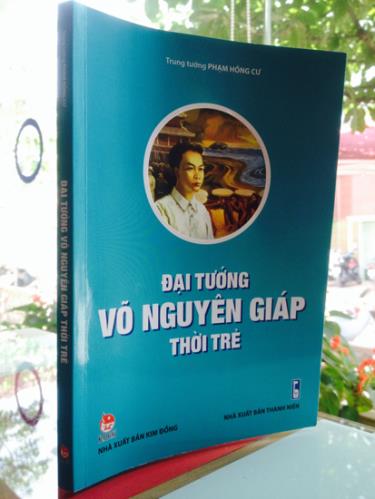 Trung tướng PHẠM HỒNG CƯ
ĐẠI TƯỚNG
VÕ NGUYÊN GIÁP
THỜI TRẺ
NHÀ XUẤT BẢN KIM ĐỒNG
NHÀ XUẤT BẢN THANH NIÊN
ĐẠI TƯỚNG VÕ NGUYÊN GIÁP THỜI TRẺ